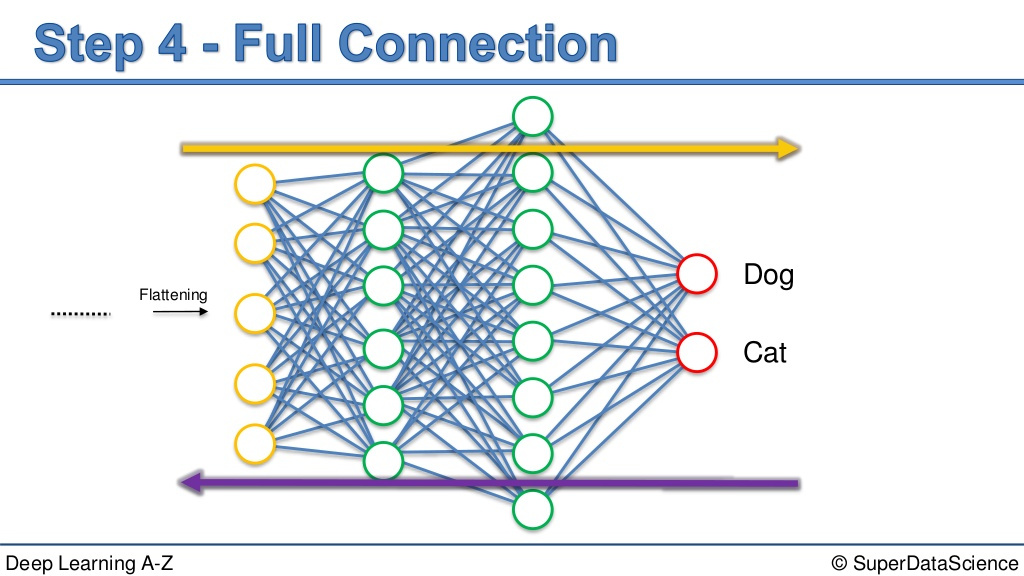 Step 4 - Full Connection
Flattening
Dog
Cat
Deep Learning A-Z
© SuperDataScience